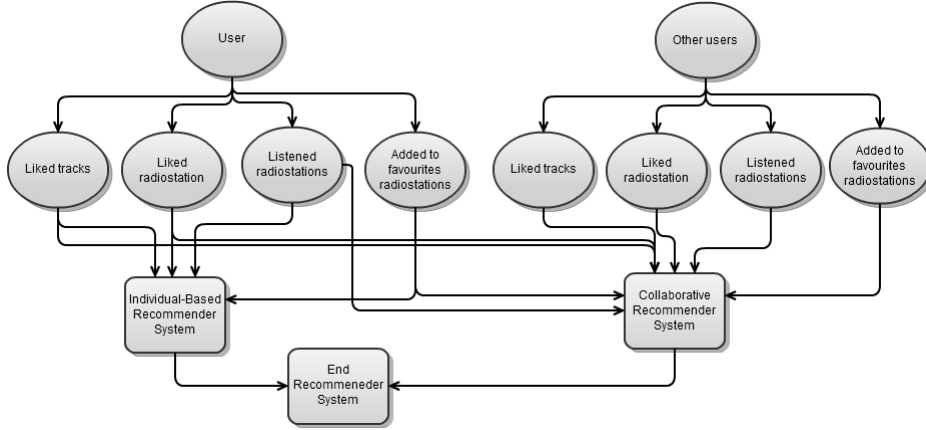 User
Other users
Liked tracks
Liked
radiostation
Listened
radiostations
Added to
favourites
radiostations
Liked tracks
Liked
radiostation
Listened
radiostations
Added to
favourites
radiostations
Individual-Based
Recommender
System
Collaborative
Recommender
System
End
Recommeneder
System